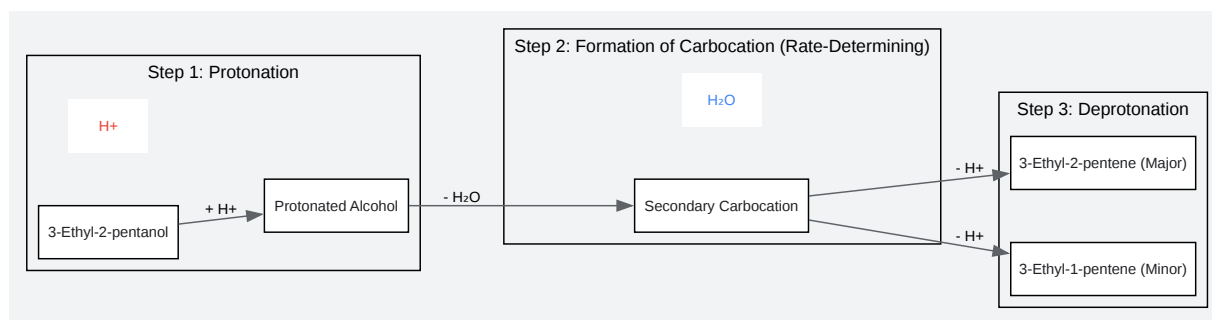 Step 1: Protonation
H+
3-Ethyl-2-pentanol
+ H+
Protonated Alcohol
- H₂O
Step 2: Formation of Carbocation (Rate-Determining)
H₂O
Secondary Carbocation
- H+
- H+
Step 3: Deprotonation
3-Ethyl-2-pentene (Major)
3-Ethyl-1-pentene (Minor)